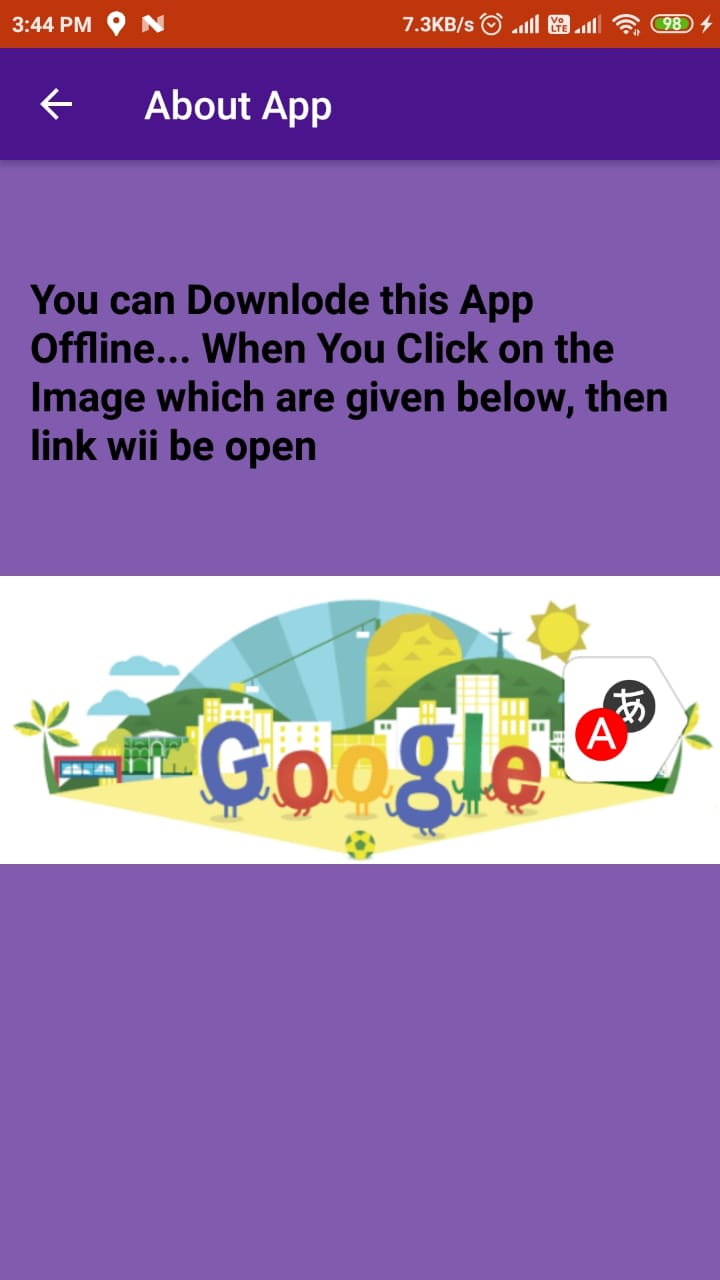 3:44 PM 7.3KB/s Vo LTE 98
About App
You can Downlode this App
Offline... When You Click on the
Image which are given below, then
link wii be open
Google
あ
A